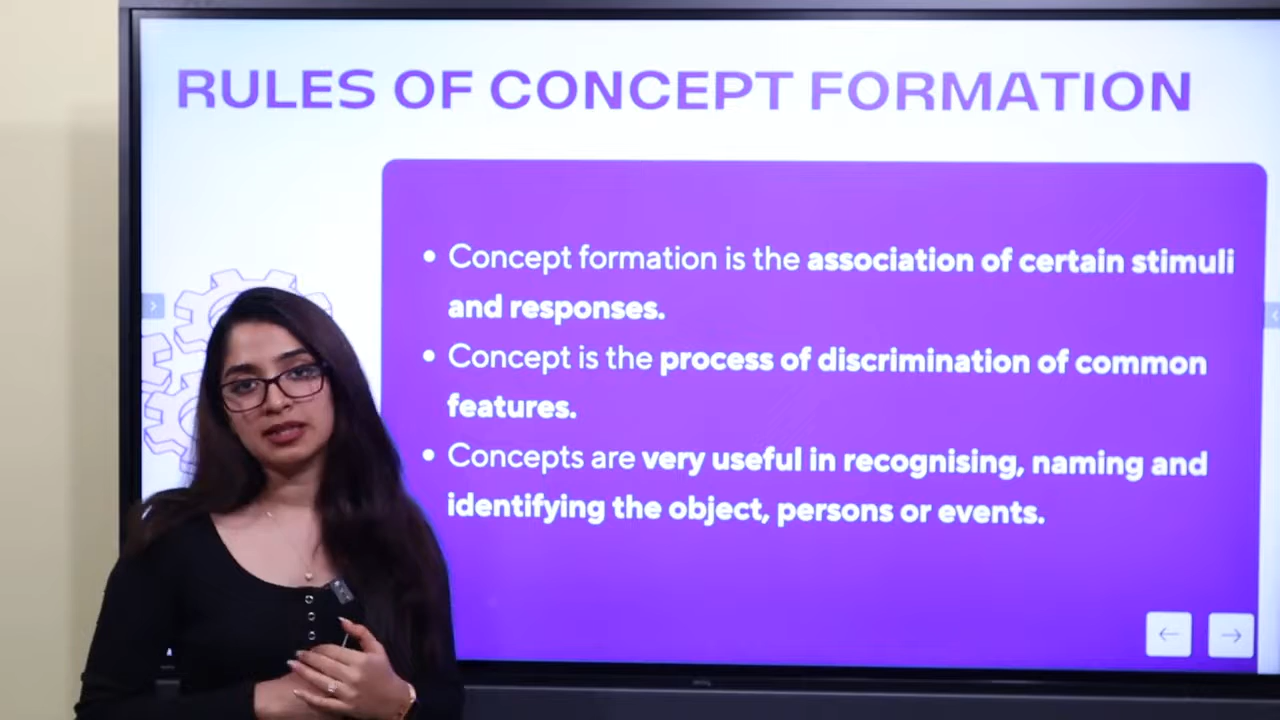 RULES OF CONCEPT FORMATION
• Concept formation is the association of certain stimuli
and responses.
• Concept is the process of discrimination of common
features.
• Concepts are very useful in recognising, naming and
identifying the object, persons or events.